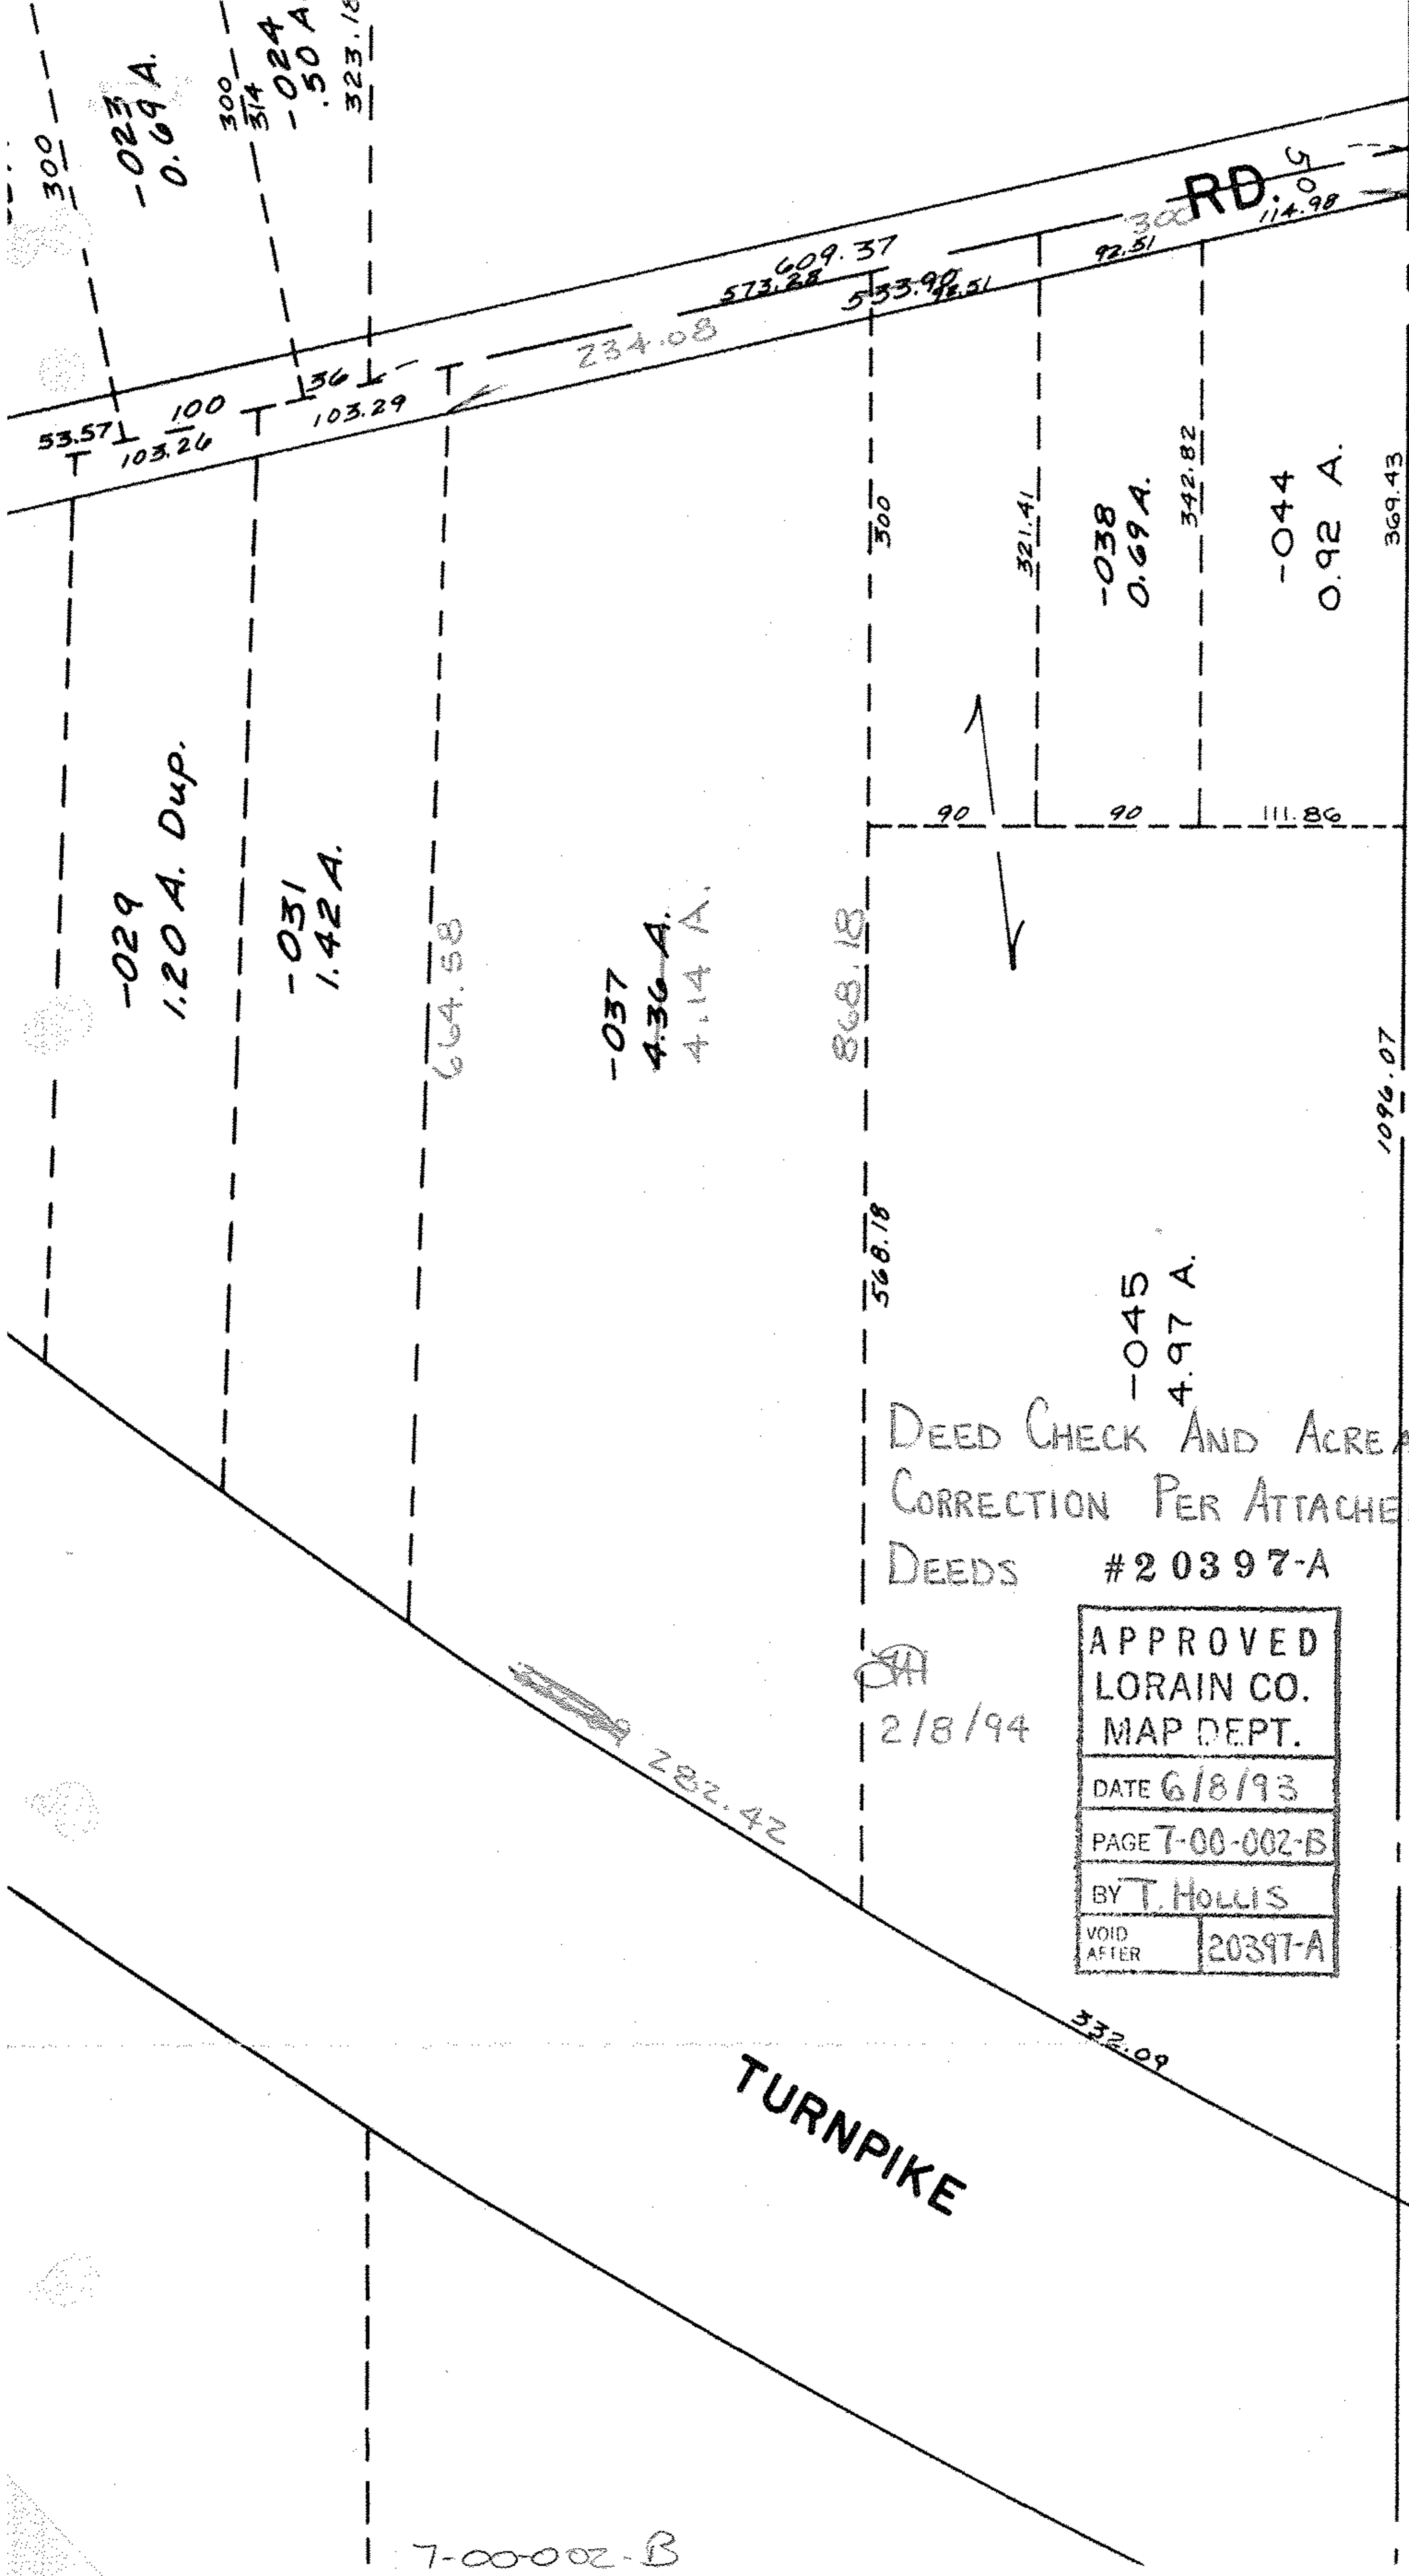 300
-023
0.69 A.
300
314
-024
.50 A.
323.18
RD.
300
114.98
92.51
609.37
573.28
533.90
92.51
234.08
36
103.29
100
53.57
103.26
300
321.41
-038
0.69 A.
342.82
-044
0.92 A.
369.43
90
90
111.86
-029
1.20 A. Dup.
-031
1.42 A.
664.58
-037
4.36 A.
4.14 A.
868.18
568.18
1096.07
-045
4.97 A.
DEED CHECK AND ACREA
CORRECTION PER ATTACHE
DEEDS #20397-A
2/8/94
APPROVED
LORAIN CO.
MAP DEPT.
DATE 6/8/93
PAGE 7-00-002-B
BY T. HOLLIS
VOID AFTER 20397-A
282.42
332.09
TURNPIKE
7-00-002-B